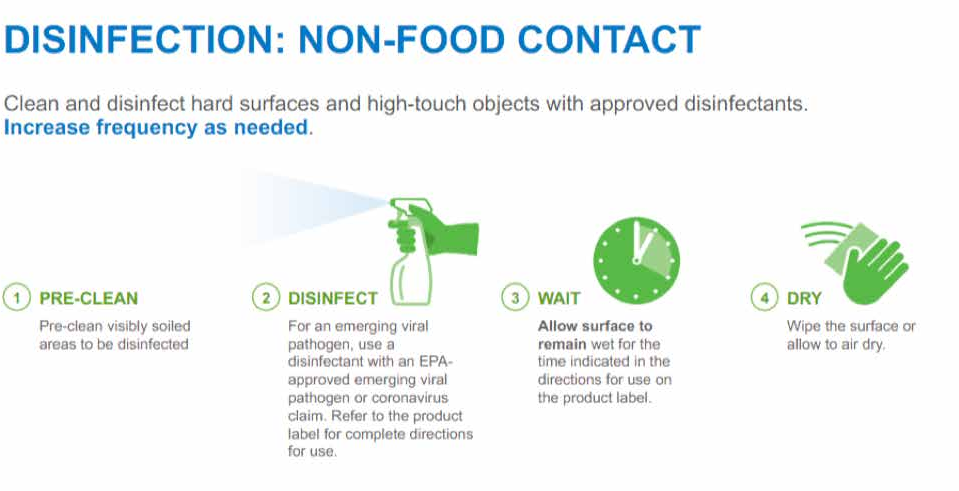 DISINFECTION: NON-FOOD CONTACT
Clean and disinfect hard surfaces and high-touch objects with approved disinfectants.
Increase frequency as needed.
1 PRE-CLEAN
Pre-clean visibly soiled
areas to be disinfected
2 DISINFECT
For an emerging viral
pathogen, use a
disinfectant with an EPA-
approved emerging viral
pathogen or coronavirus
claim. Refer to the product
label for complete directions
for use.
3 WAIT
Allow surface to
remain wet for the
time indicated in the
directions for use on
the product label.
4 DRY
Wipe the surface or
allow to air dry.